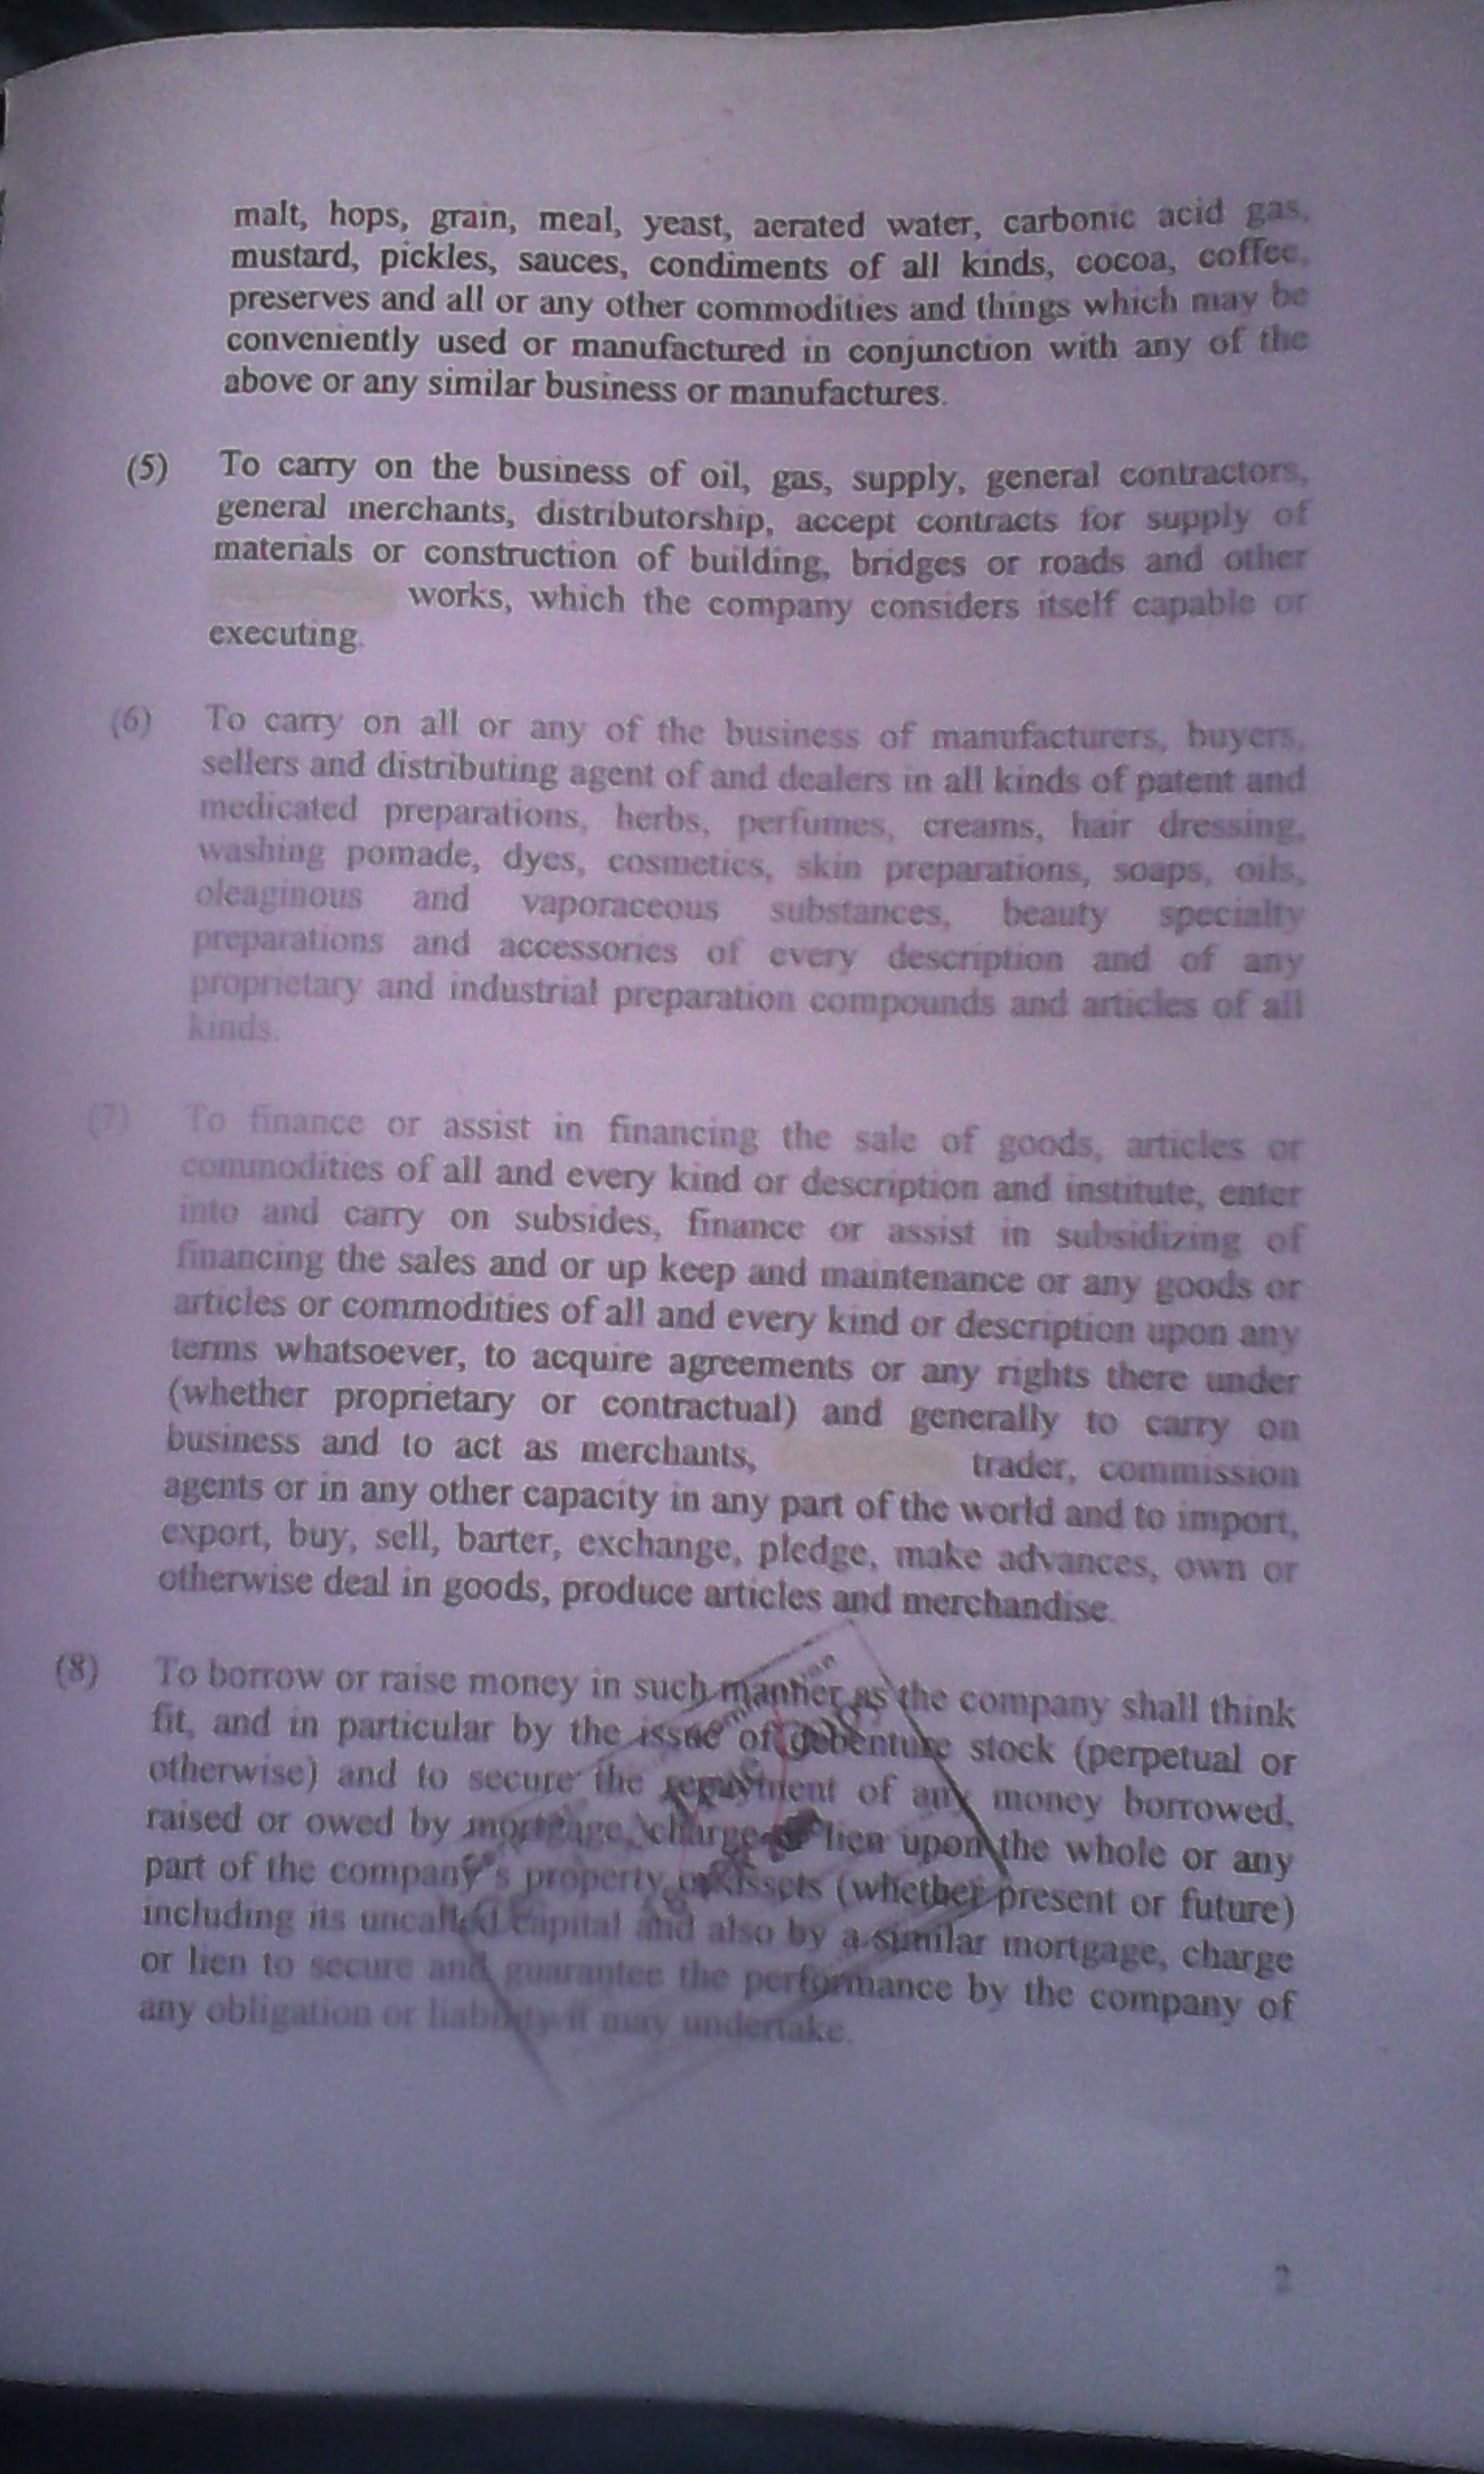 malt, hops, grain, meal, yeast, aerated water, carbonic acid gas,
mustard, pickles, sauces, condiments of all kinds, cocoa, coffee,
preserves and all or any other commodities and things which may be
conveniently used or manufactured in conjunction with any of the
above or any similar business or manufactures.
(5) To carry on the business of oil, gas, supply, general contractors,
general merchants, distributorship, accept contracts for supply of
materials or construction of building, bridges or roads and other
works, which the company considers itself capable or
executing.
(6) To carry on all or any of the business of manufacturers, buyers,
sellers and distributing agent of and dealers in all kinds of patent and
medicated preparations, herbs, perfumes, creams, hair dressing,
washing pomade, dyes, cosmetics, skin preparations, soaps, oils,
oleaginous and vaporaceous substances, beauty specialty
preparations and accessories of every description and of any
proprietary and industrial preparation compounds and articles of all
kinds.
(7) To finance or assist in financing the sale of goods, articles or
commodities of all and every kind or description and institute, enter
into and carry on subsides, finance or assist in subsidizing of
financing the sales and or up keep and maintenance or any goods or
articles or commodities of all and every kind or description upon any
terms whatsoever, to acquire agreements or any rights there under
(whether proprietary or contractual) and generally to carry on
business and to act as merchants, trader, commission
agents or in any other capacity in any part of the world and to import,
export, buy, sell, barter, exchange, pledge, make advances, own or
otherwise deal in goods, produce articles and merchandise.
(8) To borrow or raise money in such manner as the company shall think
fit, and in particular by the issue of debenture stock (perpetual or
otherwise) and to secure the repayment of any money borrowed,
raised or owed by mortgage, charge lien upon the whole or any
part of the company's property or assets (whether present or future)
including its uncalled capital and also by a similar mortgage, charge
or lien to secure and guarantee the performance by the company of
any obligation or liability it may undertake.
2